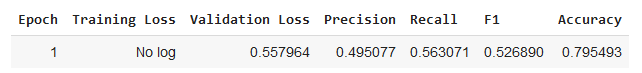 Epoch Training Loss Validation Loss Precision Recall F1 Accuracy
1 No log 0.557964 0.495077 0.563071 0.526890 0.795493